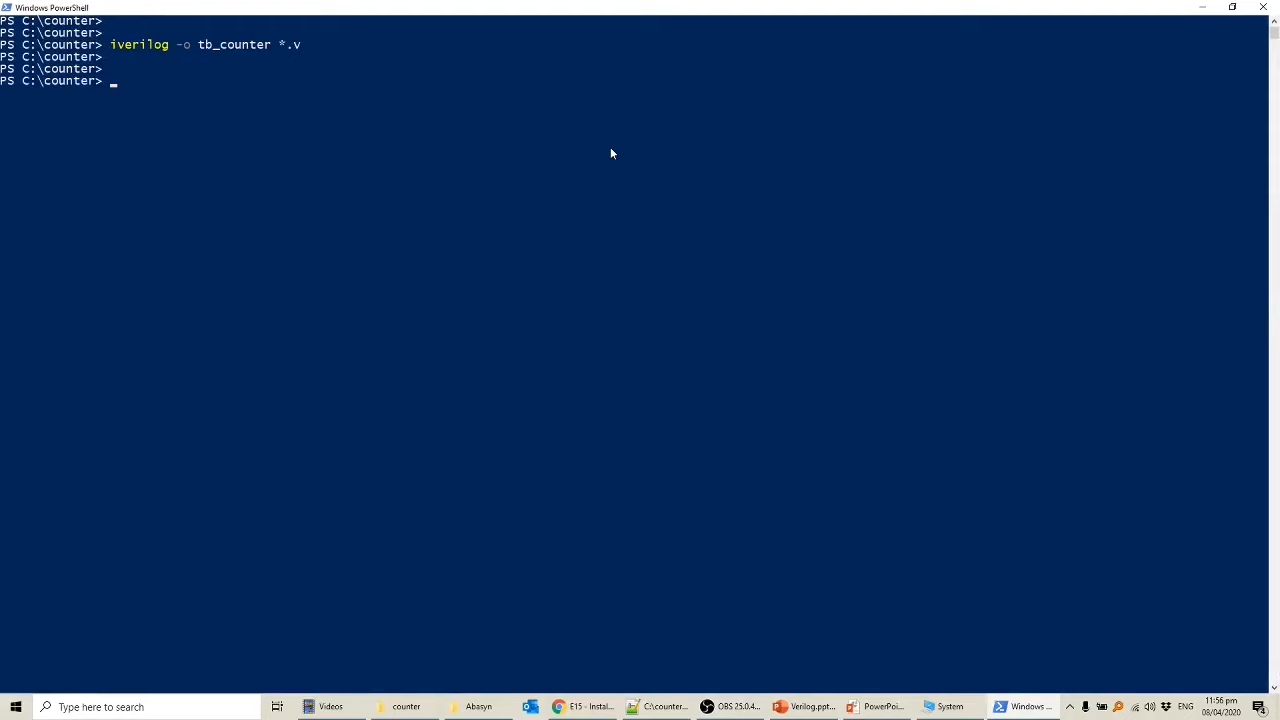 Windows PowerShell
PS C:\counter>
PS C:\counter>
PS C:\counter> iverilog -o tb_counter *.v
PS C:\counter>
PS C:\counter>
PS C:\counter>
Type here to search
Videos
counter
Abasyn
E15 - Instal...
C:\counter...
OBS 25.0.4...
Verilog.ppt...
PowerPoi...
System
Windows ...
ENG
11:56 pm
08/04/2020